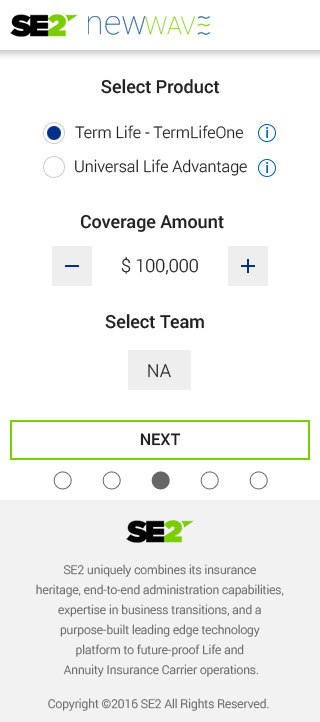 SE2 newwave
Select Product
Term Life - TermLifeOne i
Universal Life Advantage i
Coverage Amount
− $ 100,000 +
Select Team
NA
NEXT
SE2
SE2 uniquely combines its insurance
heritage, end-to-end administration capabilities,
expertise in business transitions, and a
purpose-built leading edge technology
platform to future-proof Life and
Annuity Insurance Carrier operations.
Copyright ©2016 SE2 All Rights Reserved.